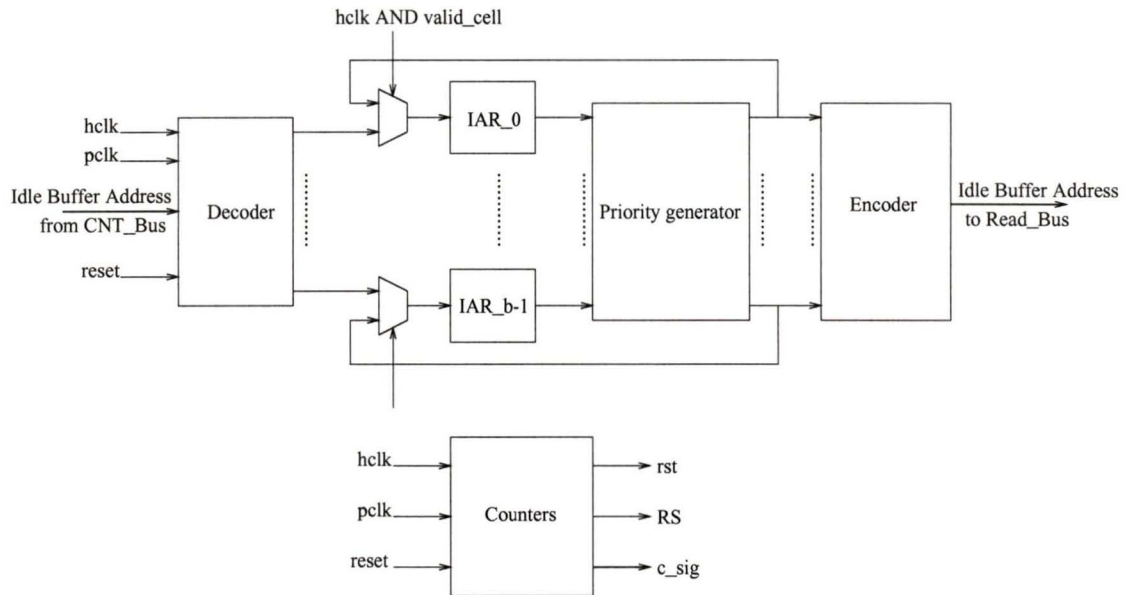 hclk AND valid_cell
hclk
pclk
Idle Buffer Address
from CNT_Bus
reset
Decoder
IAR_0
IAR_b-1
Priority generator
Encoder
Idle Buffer Address
to Read_Bus
hclk
pclk
reset
Counters
rst
RS
c_sig